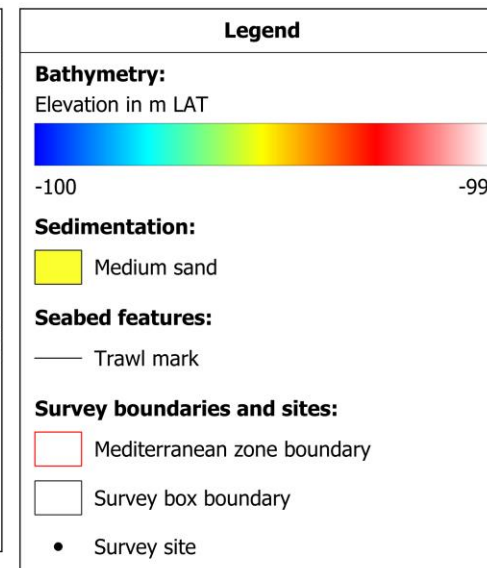 Legend
Bathymetry:
Elevation in m LAT
-100 -99
Sedimentation:
Medium sand
Seabed features:
Trawl mark
Survey boundaries and sites:
Mediterranean zone boundary
Survey box boundary
Survey site